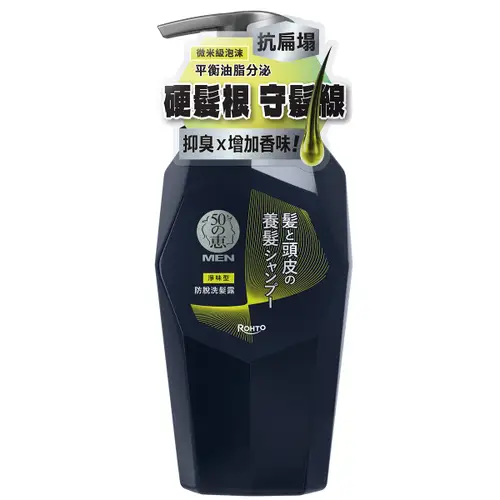 抗扁塌
微米級泡沫
平衡油脂分泌
硬髮根 守髮線
抑臭x增加香味!
髮と頭皮の
養髮シャンプー
50の恵
MEN
淨味型
防脫洗髮露
ROHTO